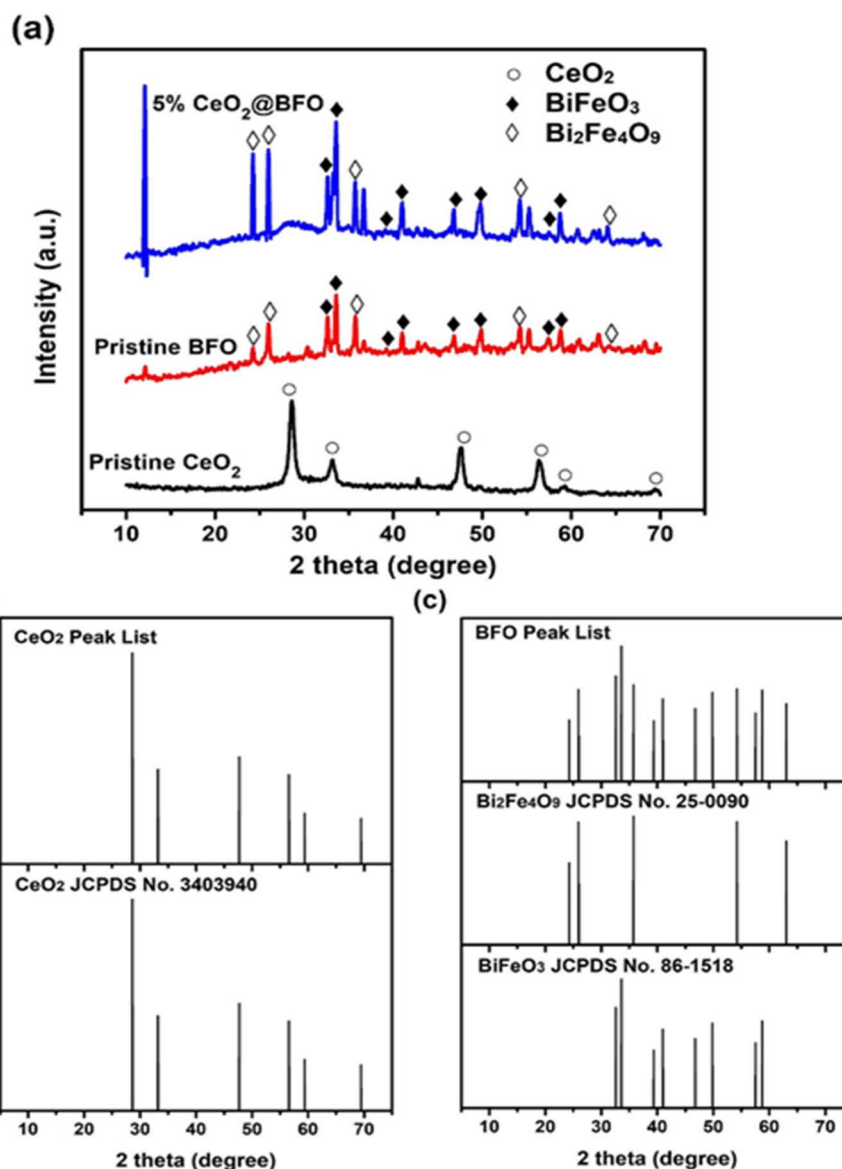 (a)
5% CeO₂@BFO
CeO₂
BiFeO₃
Bi₂Fe₄O₉
Pristine BFO
Pristine CeO₂
Intensity (a.u.)
10 20 30 40 50 60 70
2 theta (degree)
(c)
CeO₂ Peak List
CeO₂ JCPDS No. 3403940
10 20 30 40 50 60 70
2 theta (degree)
BFO Peak List
Bi₂Fe₄O₉ JCPDS No. 25-0090
BiFeO₃ JCPDS No. 86-1518
10 20 30 40 50 60 70
2 theta (degree)